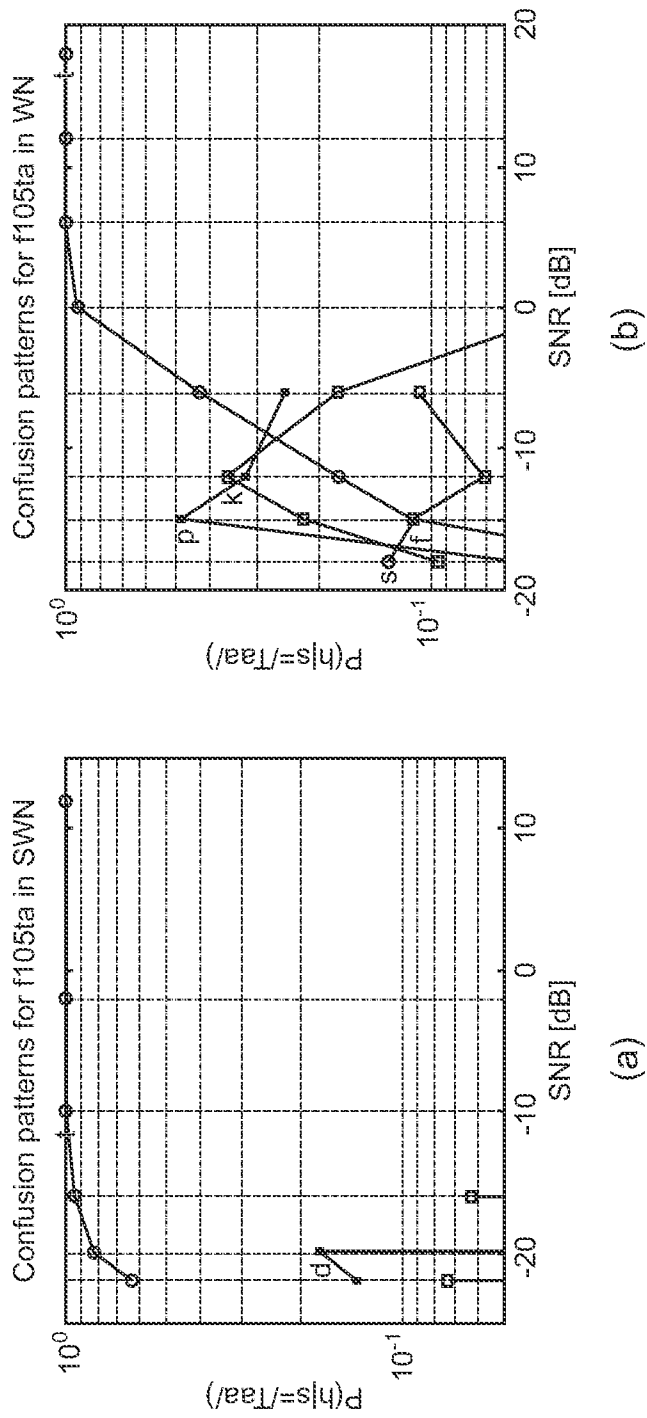 Confusion patterns for f105ta in SWN
10⁰
10⁻¹
P(h|s=/Taa/)
t
d
-20
-10
0
10
SNR [dB]
(a)
Confusion patterns for f105ta in WN
10⁰
10⁻¹
P(h|s=/Taa/)
t
p
k
s
f
-20
-10
0
10
20
SNR [dB]
(b)